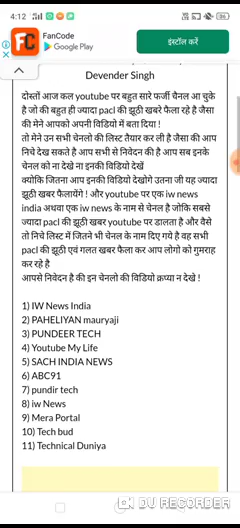 4:12
FanCode
Google Play
इंस्टॉल करें
Devender Singh
दोस्तों आज कल youtube पर बहुत सारे फर्जी चैनल आ चुके
है जो की बहुत ही ज्यादा pacl की झूठी खबरे फैला रहे है जैसा
की मेने आपको अपनी विडियो में बता दिया !
तो मेने उन सभी चेनलो की लिस्ट तैयार कर ली है जैसा की आप
निचे देख सकते है आप सभी से निवेदन की है आप सब इनके
चेनल को ना देखे ना इनकी विडियो देखें
क्योकि जितना आप इनकी विडियो देखोगे उतना जी यह ज्यादा
झूठी खबर फैलायेंगे ! और youtube पर एक iw news
india अथवा एक iw news के नाम से चेनल है जोकि सबसे
ज्यादा pacl की झूठी खबर youtube पर डालता है और वैसे
तो निचे लिस्ट में जितने भी चेनल के नाम दिए गये है वह सभी
pacl की झूठी एवं गलत खबर फैला कर आप लोगो को गुमराह
कर रहे है
आपसे निवेदन है की इन चेनलो की विडियो क्रप्या न देखे !
1) IW News India
2) PAHELIYAN mauryaji
3) PUNDEER TECH
4) Youtube My Life
5) SACH INDIA NEWS
6) ABC91
7) pundir tech
8) iw News
9) Mera Portal
10) Tech bud
11) Technical Duniya
DU RECORDER